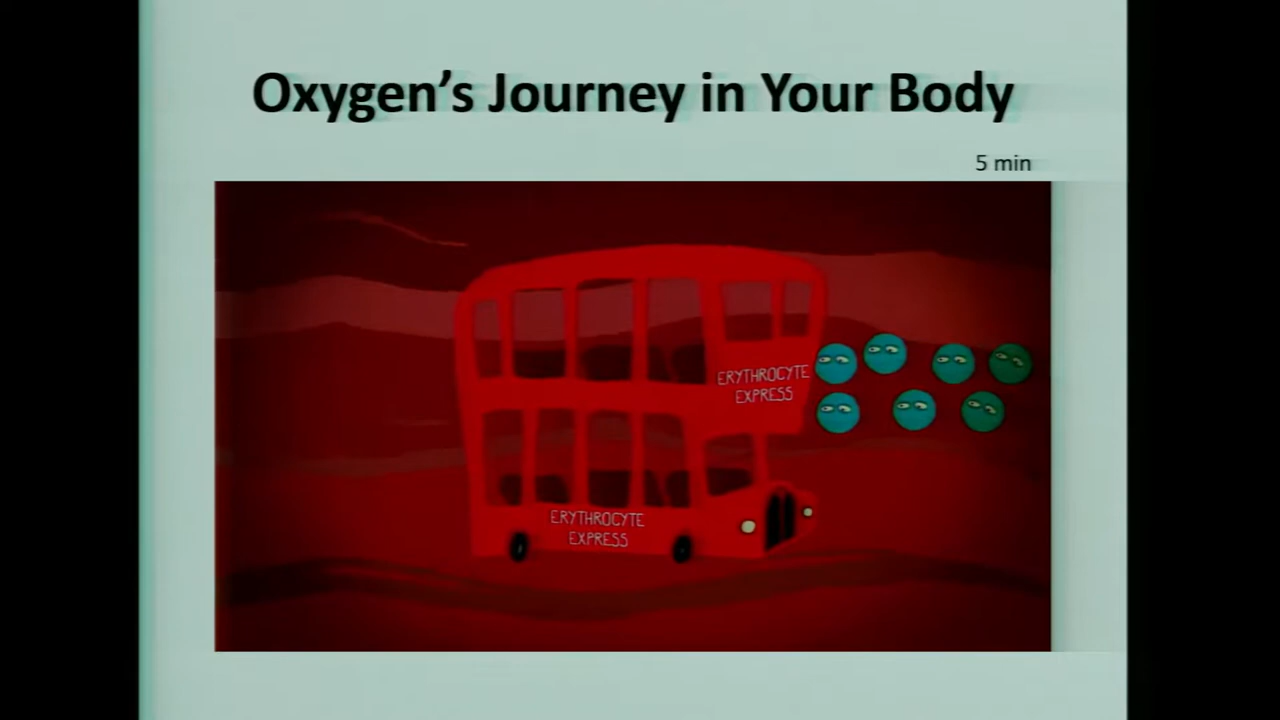 Oxygen’s Journey in Your Body
5 min
ERYTHROCYTE
EXPRESS
ERYTHROCYTE
EXPRESS